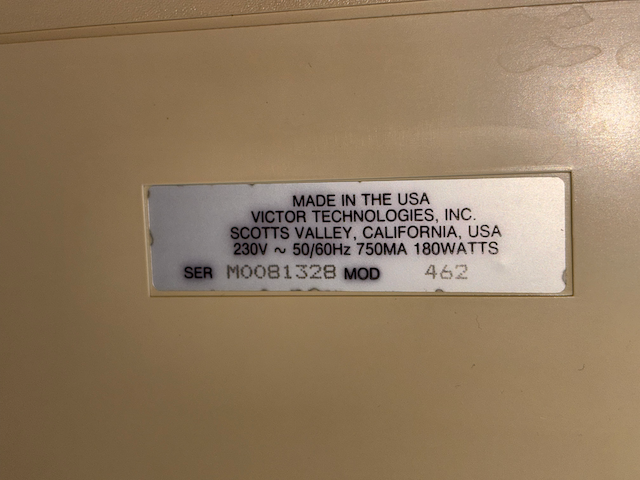 MADE IN THE USA
VICTOR TECHNOLOGIES, INC.
SCOTTS VALLEY, CALIFORNIA, USA
230V ~ 50/60Hz 750MA 180WATTS
SER M0081328 MOD 462